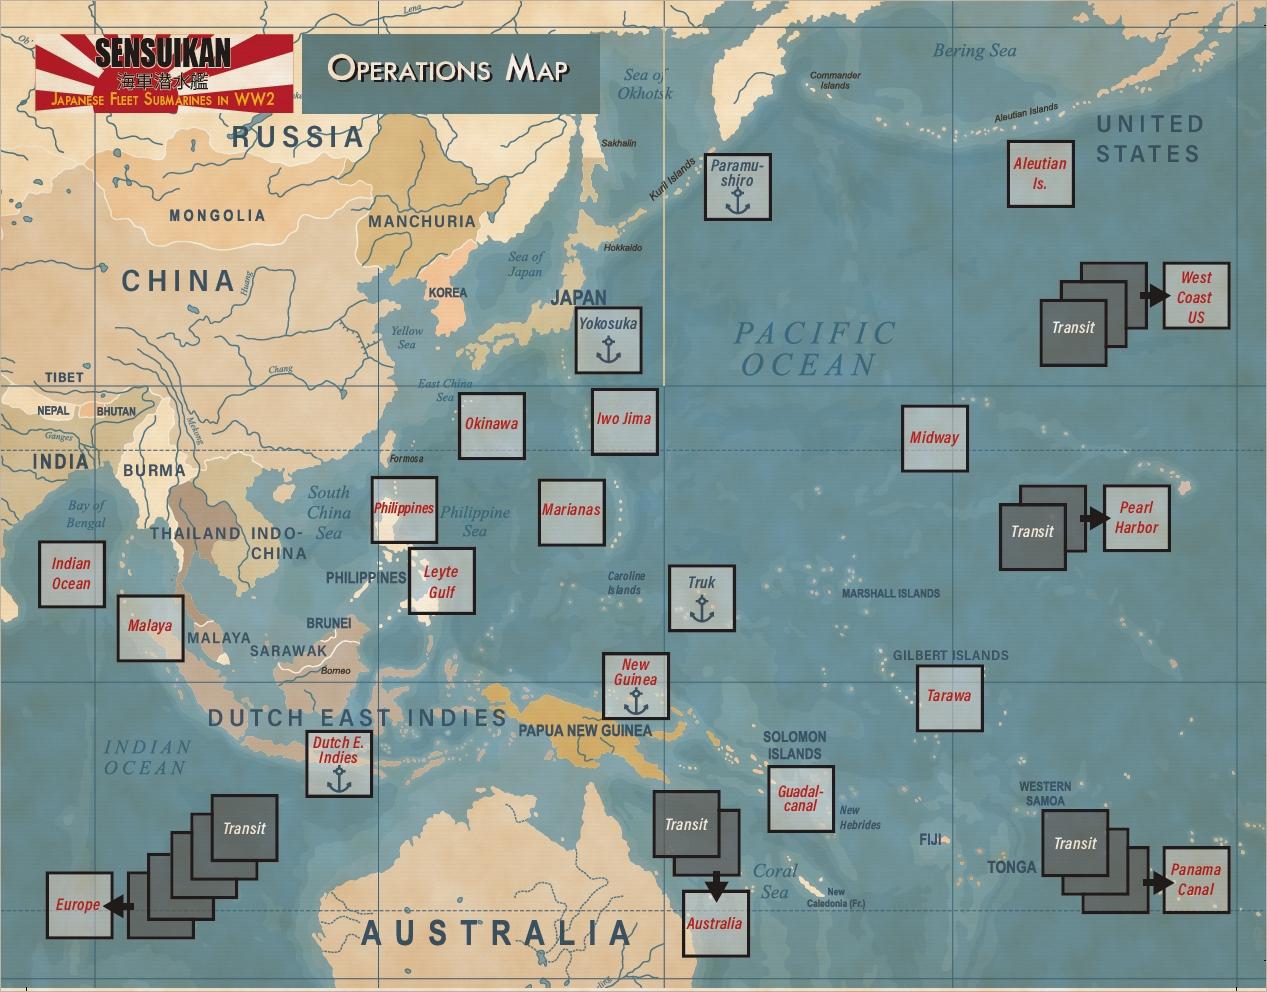 SENSUIKAN
海軍潜水艦
JAPANESE FLEET SUBMARINES IN WW2
OPERATIONS MAP
Lena
Ob'
Sea of
Okhotsk
Bering Sea
Commander
Islands
Aleutian Islands
UNITED
STATES
RUSSIA
Sakhalin
Kuril Islands
Paramu-
shiro
Aleutian
Is.
MONGOLIA
MANCHURIA
Hokkaido
Sea of
Japan
CHINA
Huang
KOREA
JAPAN
West
Coast
US
Transit
Yokosuka
Yellow
Sea
PACIFIC
OCEAN
Chang
TIBET
East China
Sea
NEPAL
BHUTAN
Mekong
Ganges
Okinawa
Iwo Jima
Midway
INDIA
BURMA
Formosa
South
China
Sea
Philippines
Philippine
Sea
Marianas
Pearl
Harbor
Transit
Bay of
Bengal
THAILAND
INDO-
CHINA
Indian
Ocean
PHILIPPINES
Leyte
Gulf
Caroline
Islands
Truk
MARSHALL ISLANDS
Malaya
MALAYA
BRUNEI
SARAWAK
Borneo
New
Guinea
GILBERT ISLANDS
Tarawa
DUTCH EAST INDIES
PAPUA NEW GUINEA
INDIAN
OCEAN
Dutch E.
Indies
SOLOMON
ISLANDS
Guadal-
canal
New
Hebrides
WESTERN
SAMOA
Transit
Transit
Transit
FIJI
TONGA
Coral
Sea
New
Caledonia (Fr.)
Panama
Canal
Europe
AUSTRALIA
Australia